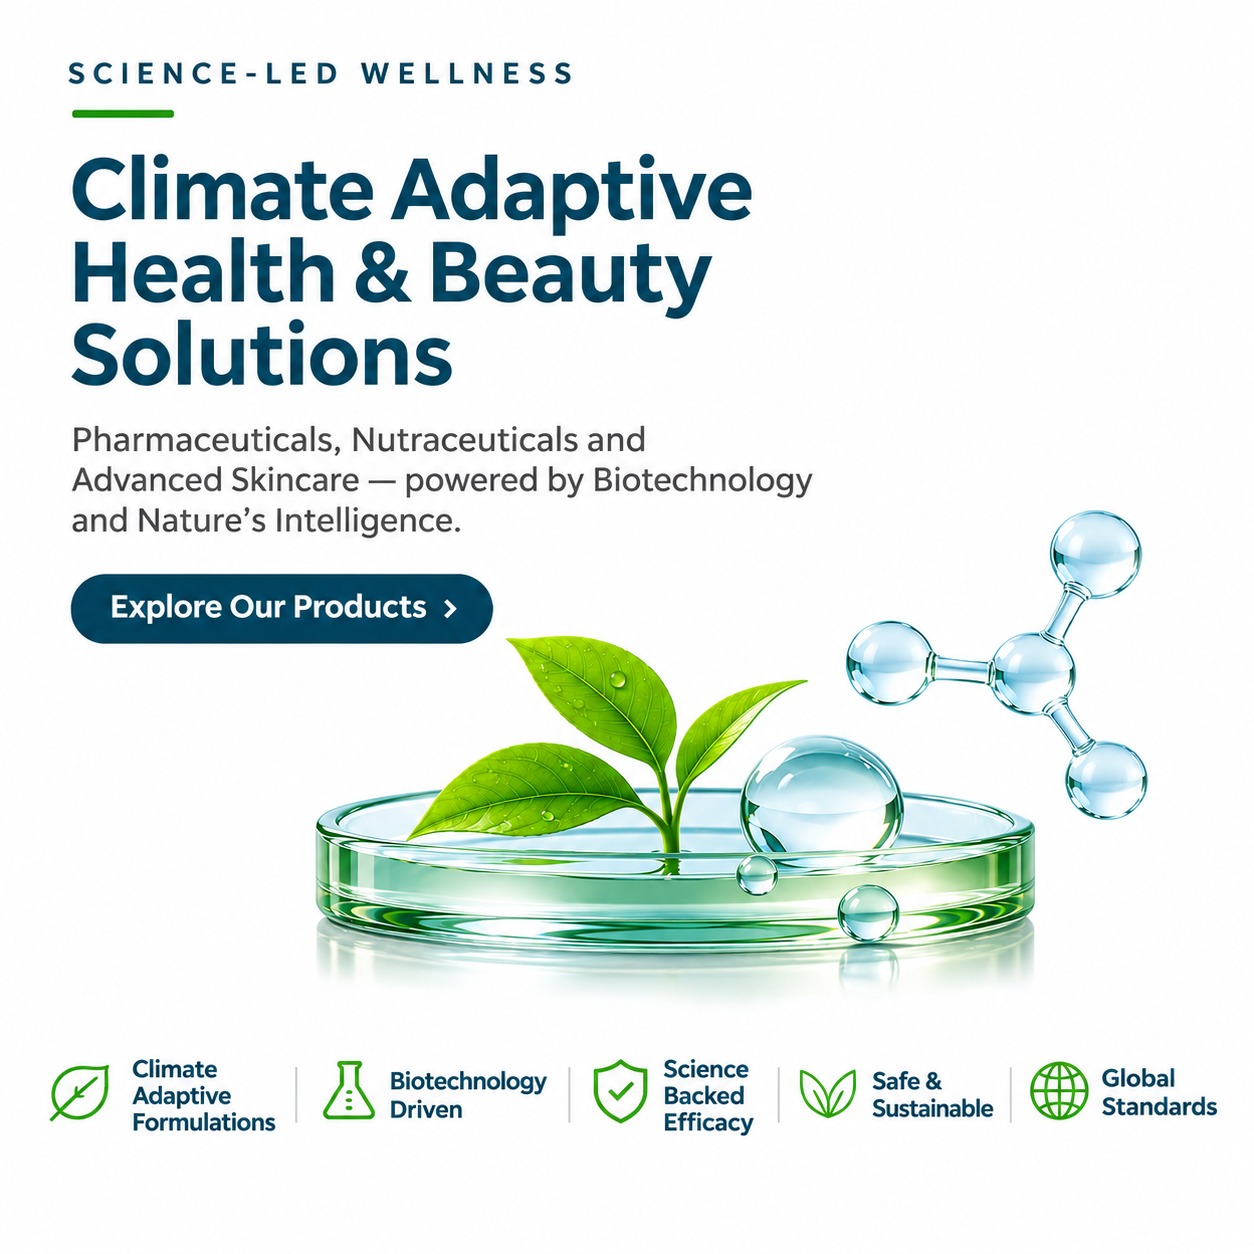 SCIENCE-LED WELLNESS
Climate Adaptive
Health & Beauty
Solutions
Pharmaceuticals, Nutraceuticals and
Advanced Skincare — powered by Biotechnology
and Nature’s Intelligence.
Explore Our Products ›
Climate
Adaptive
Formulations
Biotechnology
Driven
Science
Backed
Efficacy
Safe &
Sustainable
Global
Standards